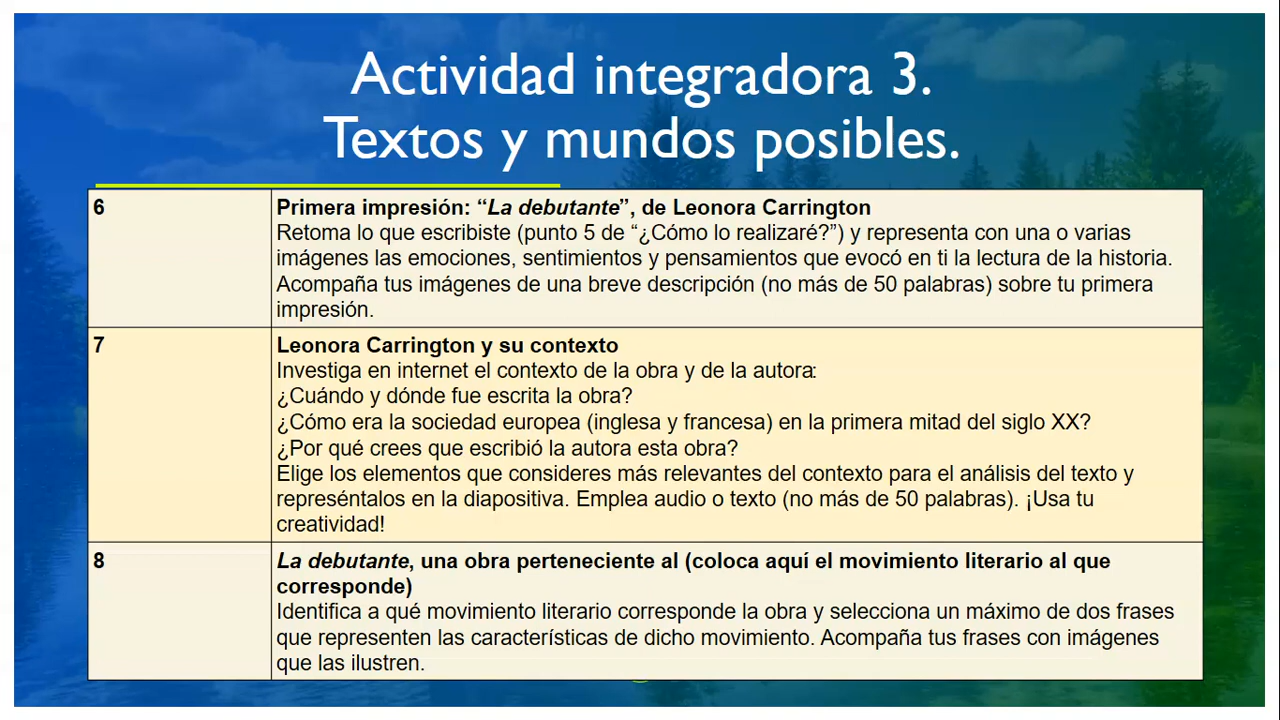 Actividad integradora 3.
Textos y mundos posibles.
6
Primera impresión: “La debutante”, de Leonora Carrington
Retoma lo que escribiste (punto 5 de “¿Cómo lo realizaré?”) y representa con una o varias
imágenes las emociones, sentimientos y pensamientos que evocó en ti la lectura de la historia.
Acompaña tus imágenes de una breve descripción (no más de 50 palabras) sobre tu primera
impresión.
7
Leonora Carrington y su contexto
Investiga en internet el contexto de la obra y de la autora:
¿Cuándo y dónde fue escrita la obra?
¿Cómo era la sociedad europea (inglesa y francesa) en la primera mitad del siglo XX?
¿Por qué crees que escribió la autora esta obra?
Elige los elementos que consideres más relevantes del contexto para el análisis del texto y
represéntalos en la diapositiva. Emplea audio o texto (no más de 50 palabras). ¡Usa tu
creatividad!
8
La debutante, una obra perteneciente al (coloca aquí el movimiento literario al que
corresponde)
Identifica a qué movimiento literario corresponde la obra y selecciona un máximo de dos frases
que representen las características de dicho movimiento. Acompaña tus frases con imágenes
que las ilustren.